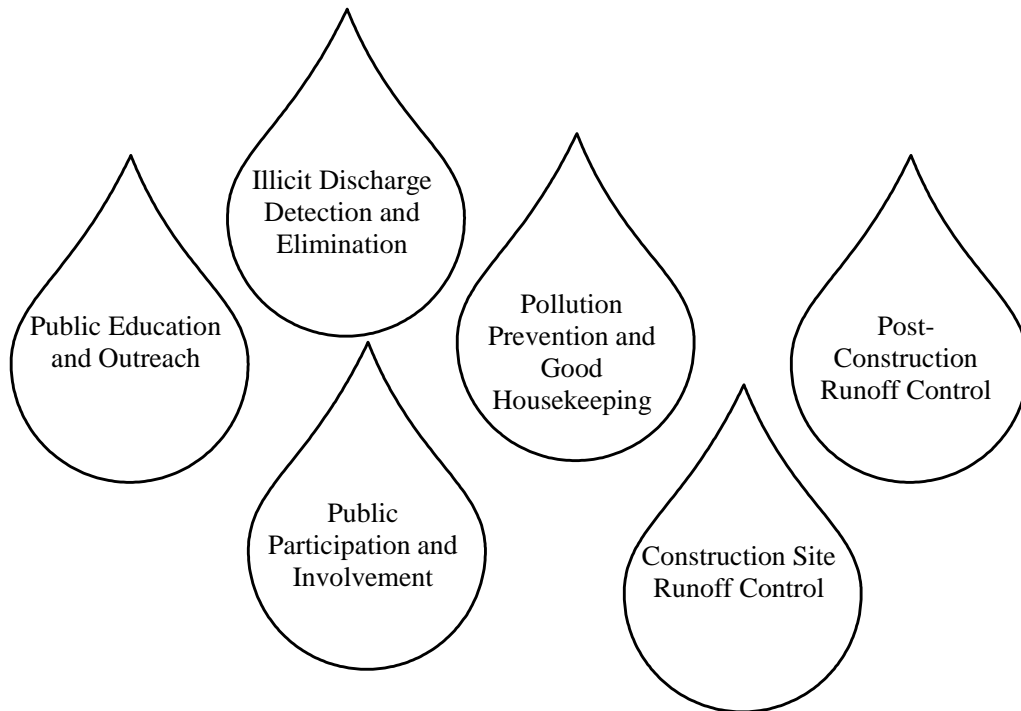 Illicit Discharge
Detection and
Elimination
Public Education
and Outreach
Pollution
Prevention and
Good
Housekeeping
Post-
Construction
Runoff Control
Public
Participation and
Involvement
Construction Site
Runoff Control